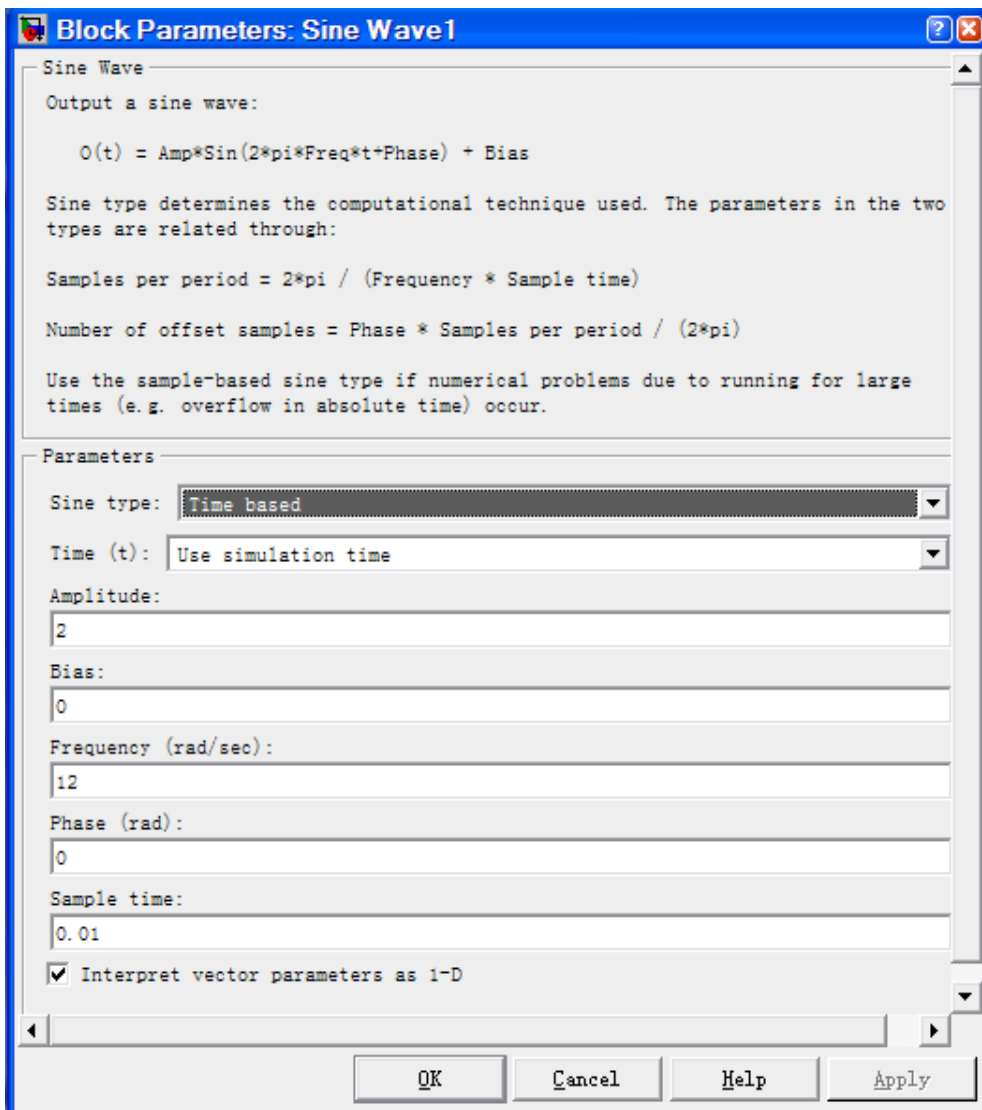 Block Parameters: Sine Wave1
Sine Wave
Output a sine wave:
O(t) = Amp*Sin(2*pi*Freq*t+Phase) + Bias
Sine type determines the computational technique used. The parameters in the two
types are related through:
Samples per period = 2*pi / (Frequency * Sample time)
Number of offset samples = Phase * Samples per period / (2*pi)
Use the sample-based sine type if numerical problems due to running for large
times (e.g. overflow in absolute time) occur.
Parameters
Sine type: Time based
Time (t): Use simulation time
Amplitude:
2
Bias:
0
Frequency (rad/sec):
12
Phase (rad):
0
Sample time:
0.01
Interpret vector parameters as 1-D
OK Cancel Help Apply